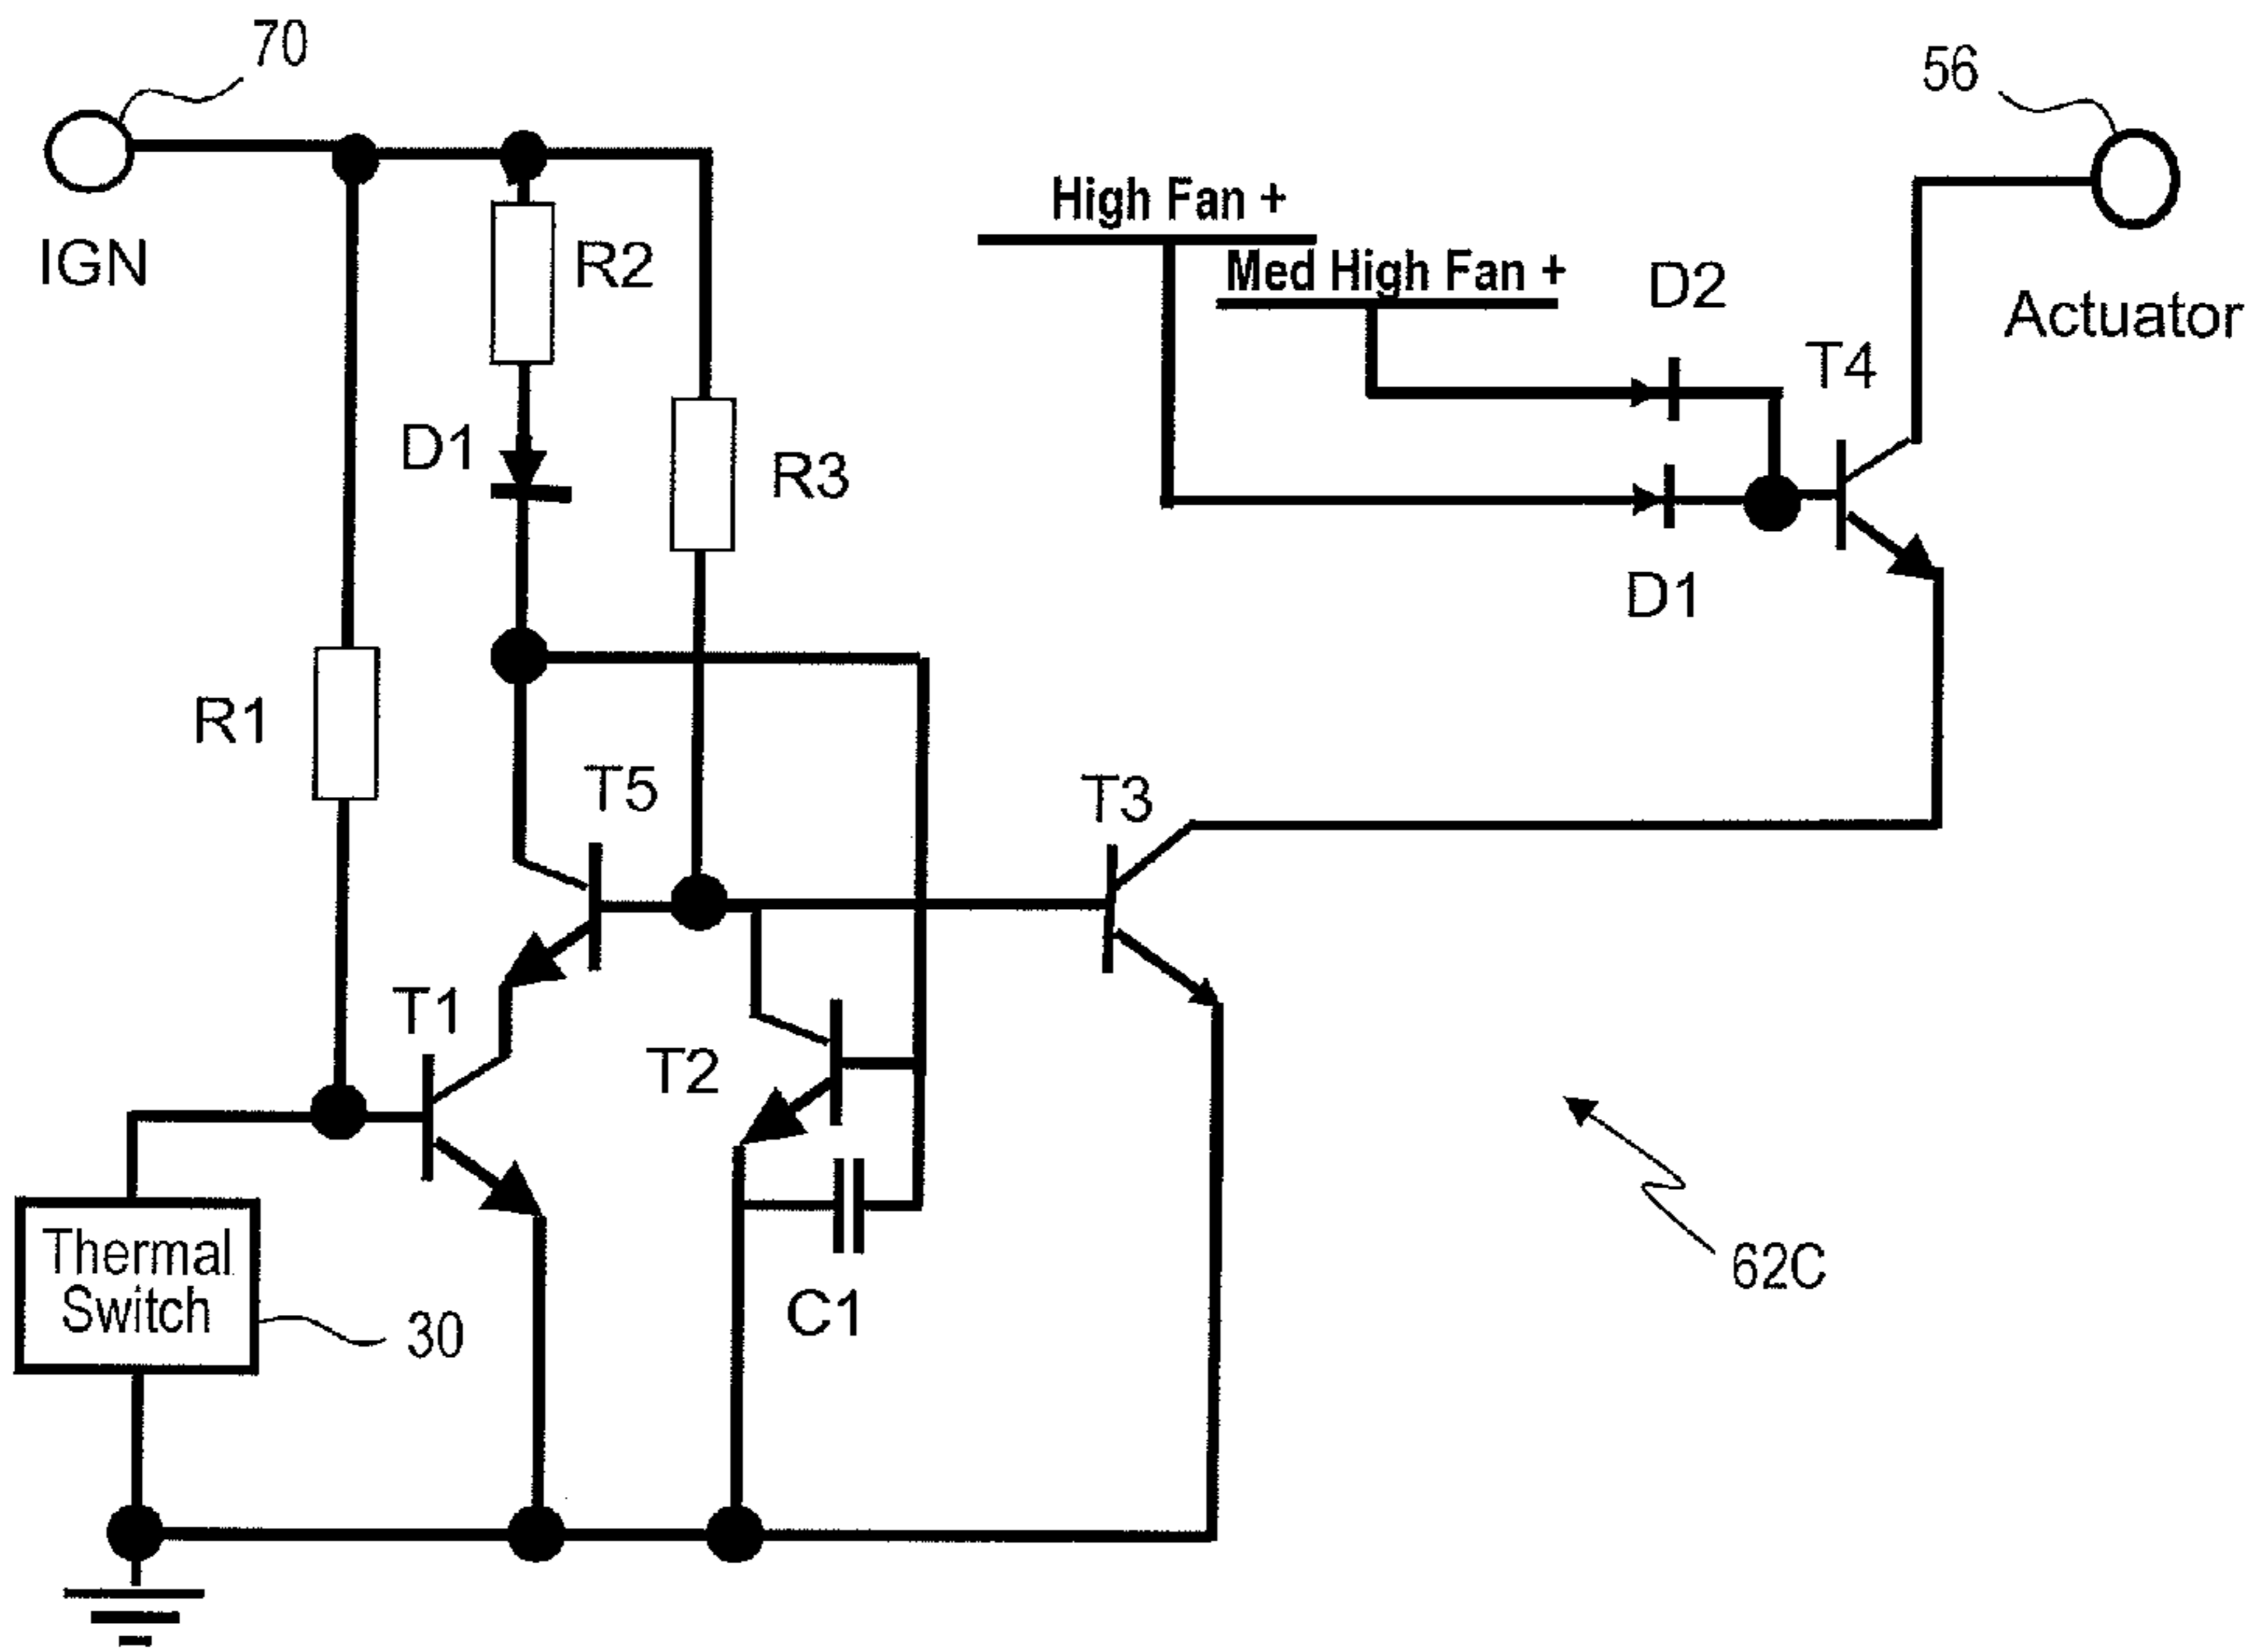 70
56
High Fan +
IGN
R2
Med High Fan +
D2
Actuator
T4
D1
R3
D1
R1
T5
T3
T1
T2
Thermal
Switch
30
C1
62C